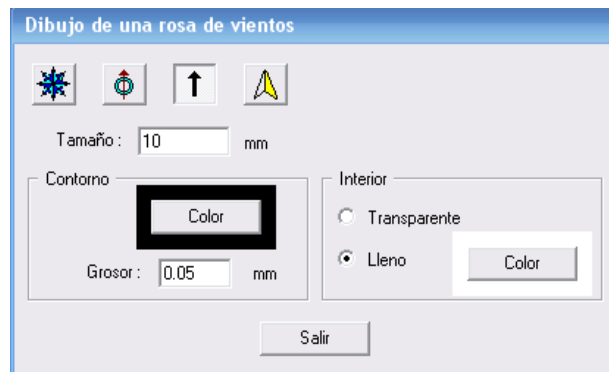 Dibujo de una rosa de vientos
Tamaño : 10 mm
Contorno
Color
Grosor : 0.05 mm
Interior
Transparente
Lleno
Color
Salir